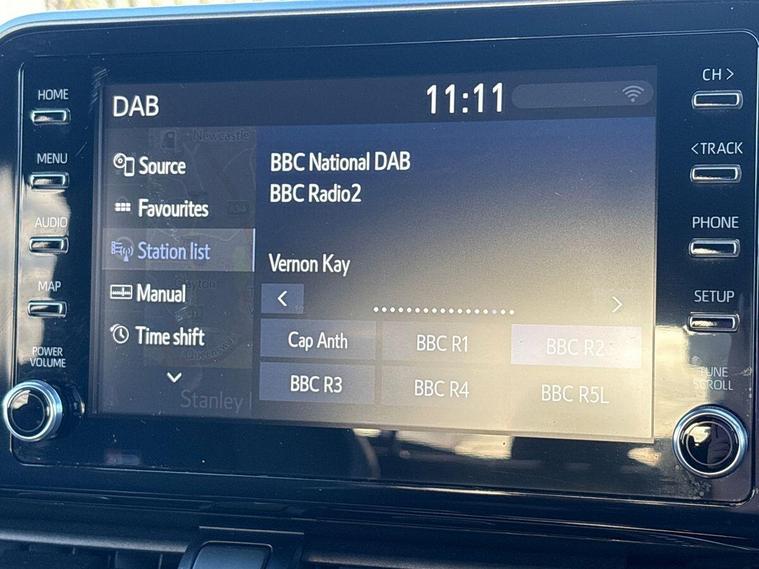 HOME
MENU
AUDIO
MAP
POWER
VOLUME
DAB
11:11
Newcastle
Source
Favourites
Station list
Manual
Time shift
Stanley
BBC National DAB
BBC Radio2
Vernon Kay
Cap Anth
BBC R1
BBC R2
BBC R3
BBC R4
BBC R5L
CH >
< TRACK
PHONE
SETUP
TUNE
SCROLL